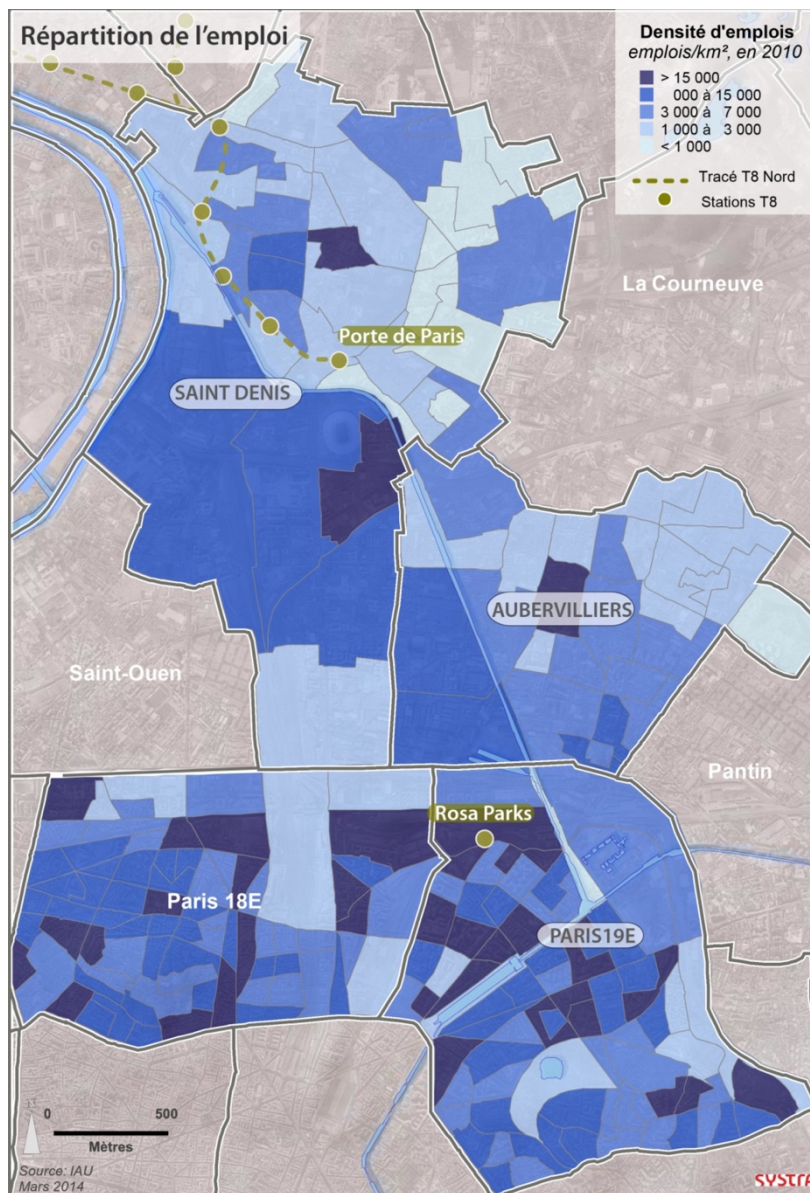 Répartition de l'emploi
Densité d'emplois
emplois/km², en 2010
> 15 000
000 à 15 000
3 000 à 7 000
1 000 à 3 000
< 1 000
Tracé T8 Nord
Stations T8
La Courneuve
Porte de Paris
SAINT DENIS
AUBERVILLIERS
Saint-Ouen
Pantin
Rosa Parks
Paris 18E
PARIS19E
0 500
Mètres
Source: IAU
Mars 2014
SYSTRA